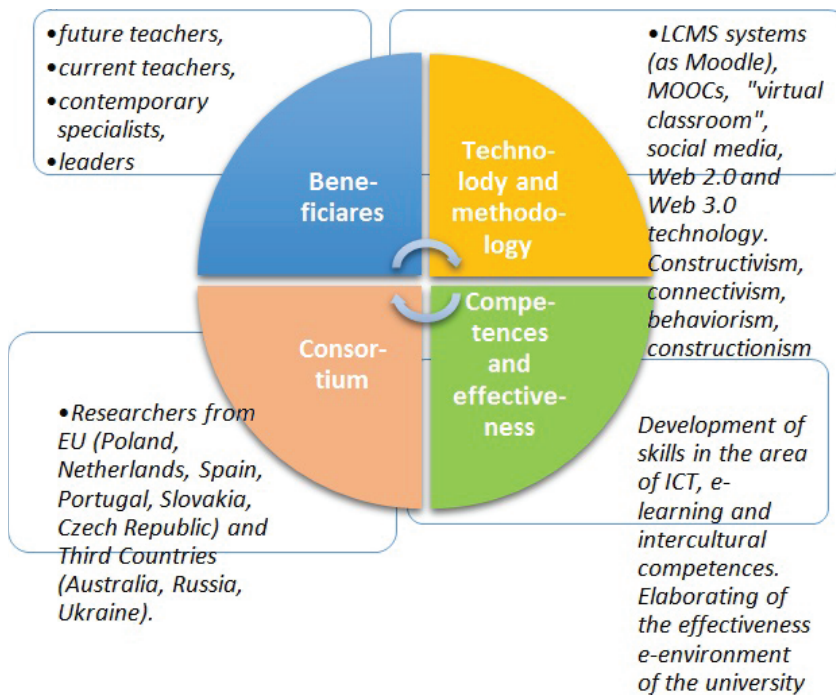 •future teachers,
•current teachers,
•contemporary
specialists,
•leaders
•LCMS systems
(as Moodle),
MOOCs, "virtual
classroom",
social media,
Web 2.0 and
Web 3.0
technology.
Constructivism,
connectivism,
behaviorism,
constructionism
Bene-
ficiares
Techno-
lody and
methodo-
logy
Consor-
tium
Compe-
tences
and
effective-
ness
•Researchers from
EU (Poland,
Netherlands, Spain,
Portugal, Slovakia,
Czech Republic) and
Third Countries
(Australia, Russia,
Ukraine).
Development of
skills in the area
of ICT, e-
learning and
intercultural
competences.
Elaborating of
the effectiveness
e-environment
of the university